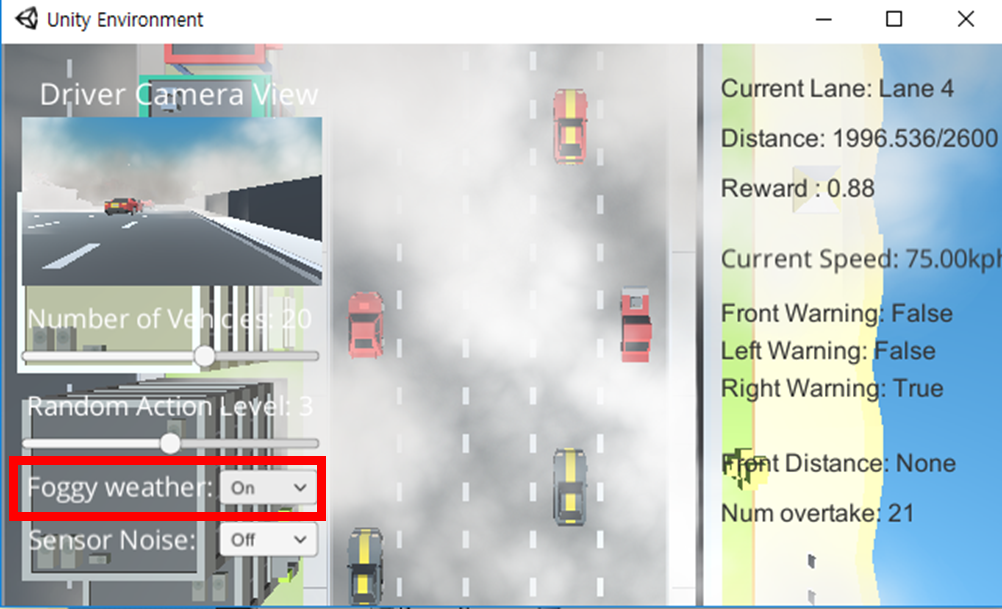 Unity Environment
Driver Camera View
Number of Vehicles: 20
Random Action Level: 3
Foggy weather: On
Sensor Noise: Off
Current Lane: Lane 4
Distance: 1996.536/2600
Reward : 0.88
Current Speed: 75.00kph
Front Warning: False
Left Warning: False
Right Warning: True
Front Distance: None
Num overtake: 21